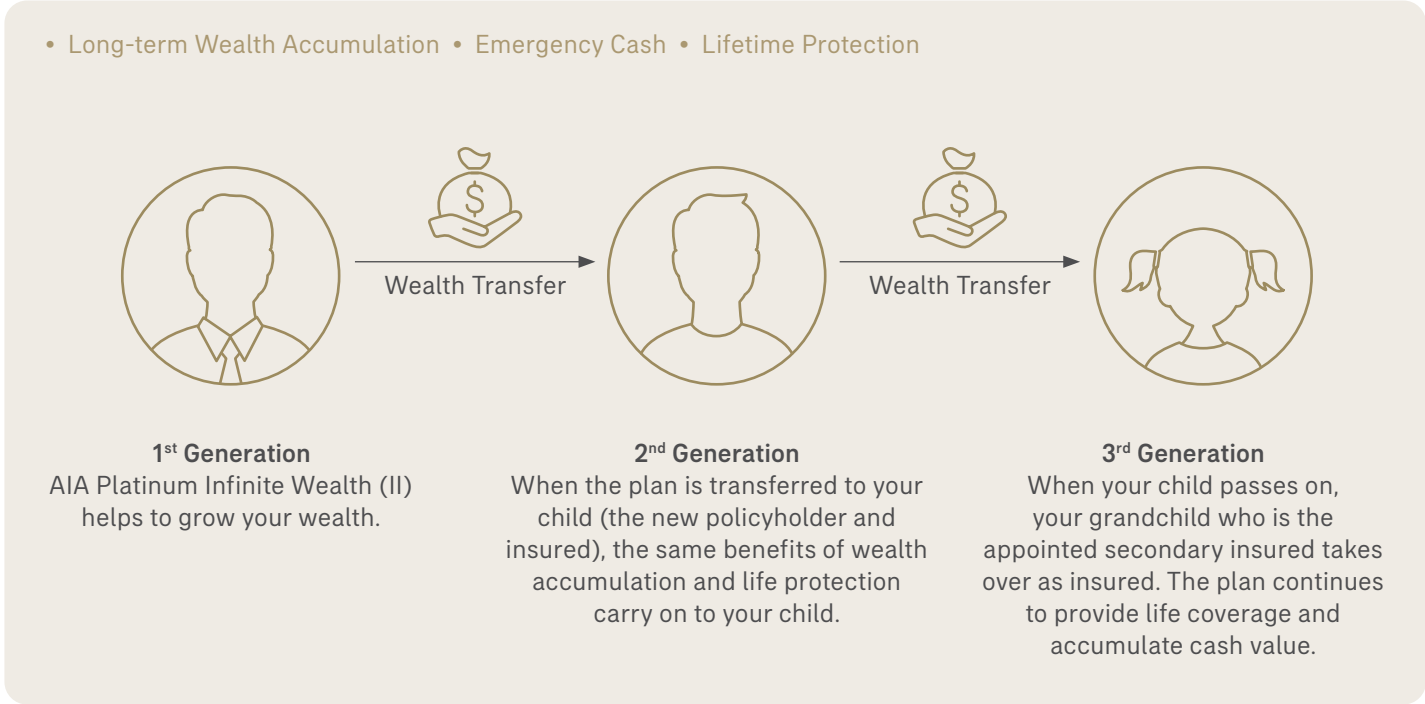 • Long-term Wealth Accumulation • Emergency Cash • Lifetime Protection
$
Wealth Transfer
$
Wealth Transfer
1st Generation
AIA Platinum Infinite Wealth (II)
helps to grow your wealth.
2nd Generation
When the plan is transferred to your
child (the new policyholder and
insured), the same benefits of wealth
accumulation and life protection
carry on to your child.
3rd Generation
When your child passes on,
your grandchild who is the
appointed secondary insured takes
over as insured. The plan continues
to provide life coverage and
accumulate cash value.